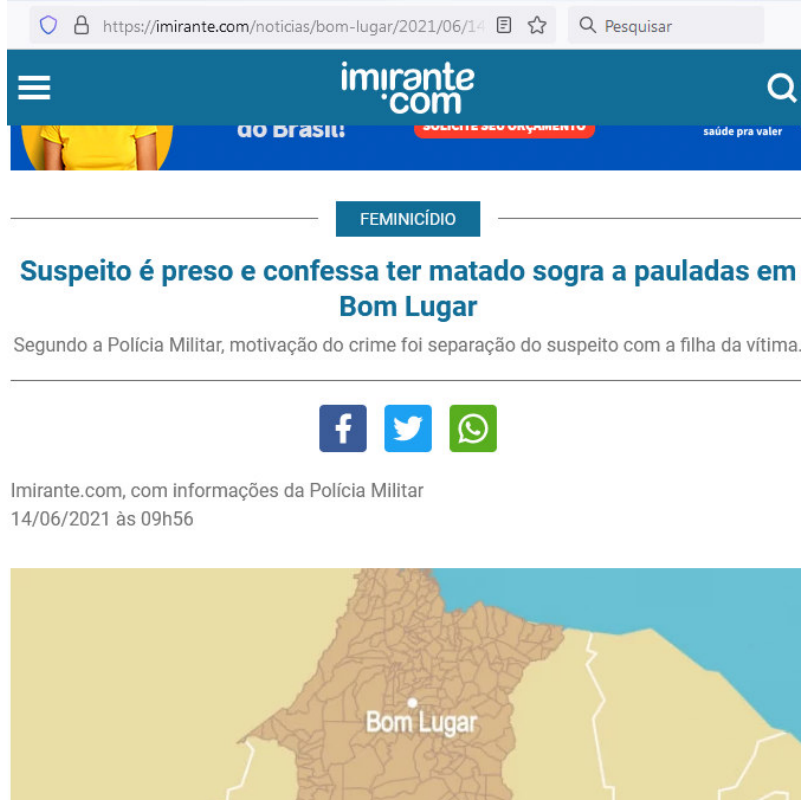 https://imirante.com/noticias/bom-lugar/2021/06/14
Pesquisar
imirante
.com
do Brasil!
SOLICITE SEU ORÇAMENTO
saúde pra valer
FEMINICÍDIO
Suspeito é preso e confessa ter matado sogra a pauladas em
Bom Lugar
Segundo a Polícia Militar, motivação do crime foi separação do suspeito com a filha da vítima.
Imirante.com, com informações da Polícia Militar
14/06/2021 às 09h56
Bom Lugar